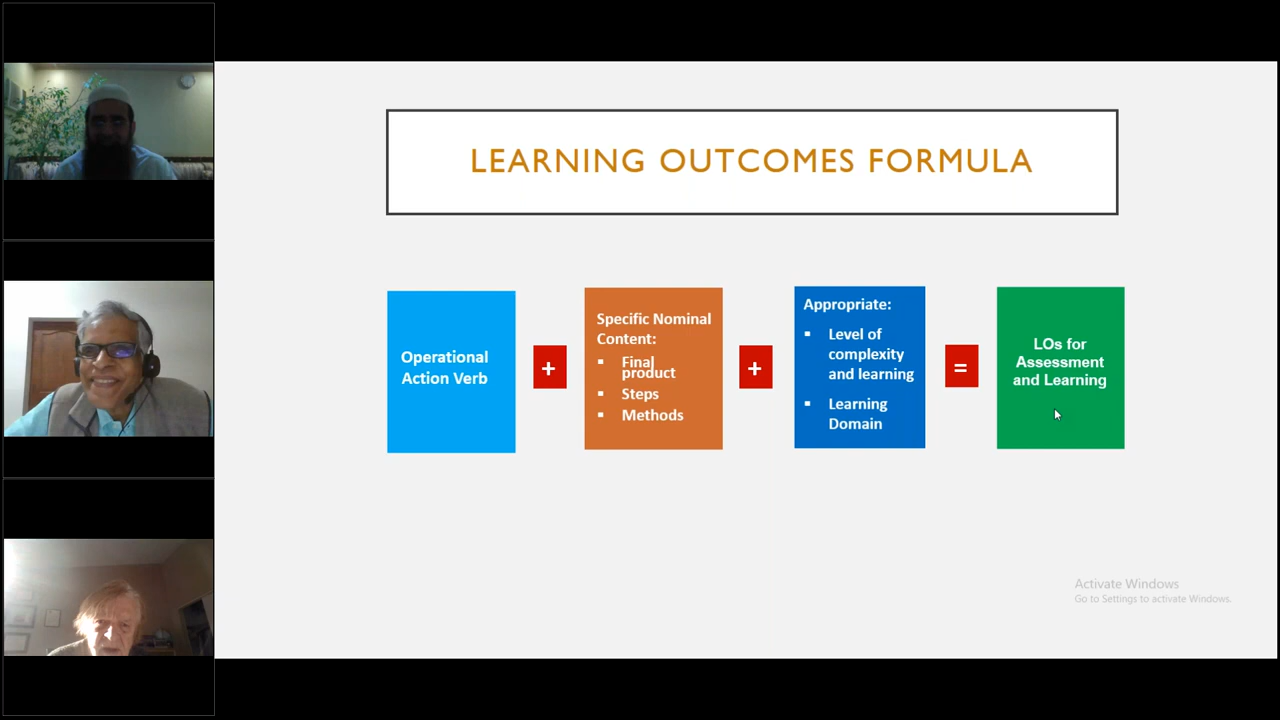 LEARNING OUTCOMES FORMULA
Operational
Action Verb
+
Specific Nominal
Content:
▪ Final
product
▪ Steps
▪ Methods
+
Appropriate:
▪ Level of
complexity
and learning
▪ Learning
Domain
=
LOs for
Assessment
and Learning
Activate Windows
Go to Settings to activate Windows.